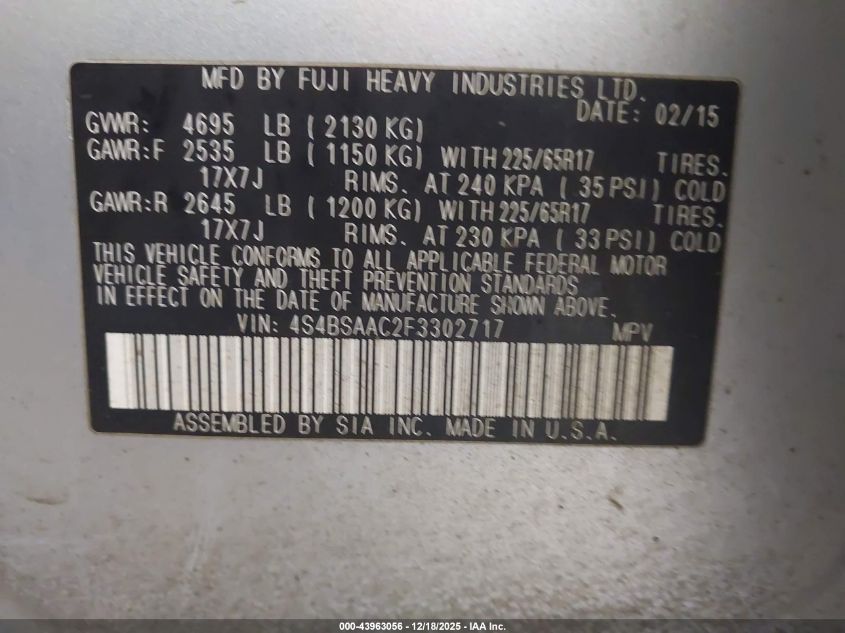 MFD BY FUJI HEAVY INDUSTRIES LTD.
DATE: 02/15
GVWR: 4695 LB ( 2130 KG)
GAWR:F 2535 LB ( 1150 KG) WITH 225/65R17 TIRES.
17X7J RIMS. AT 240 KPA ( 35 PSI) COLD
GAWR:R 2645 LB ( 1200 KG) WITH 225/65R17 TIRES.
17X7J RIMS. AT 230 KPA ( 33 PSI) COLD
THIS VEHICLE CONFORMS TO ALL APPLICABLE FEDERAL MOTOR
VEHICLE SAFETY AND THEFT PREVENTION STANDARDS
IN EFFECT ON THE DATE OF MANUFACTURE SHOWN ABOVE.
VIN: 4S4BSAAC2F3302717 MPV
ASSEMBLED BY SIA INC. MADE IN U.S.A.
000-43963056 - 12/18/2025 - IAA Inc.